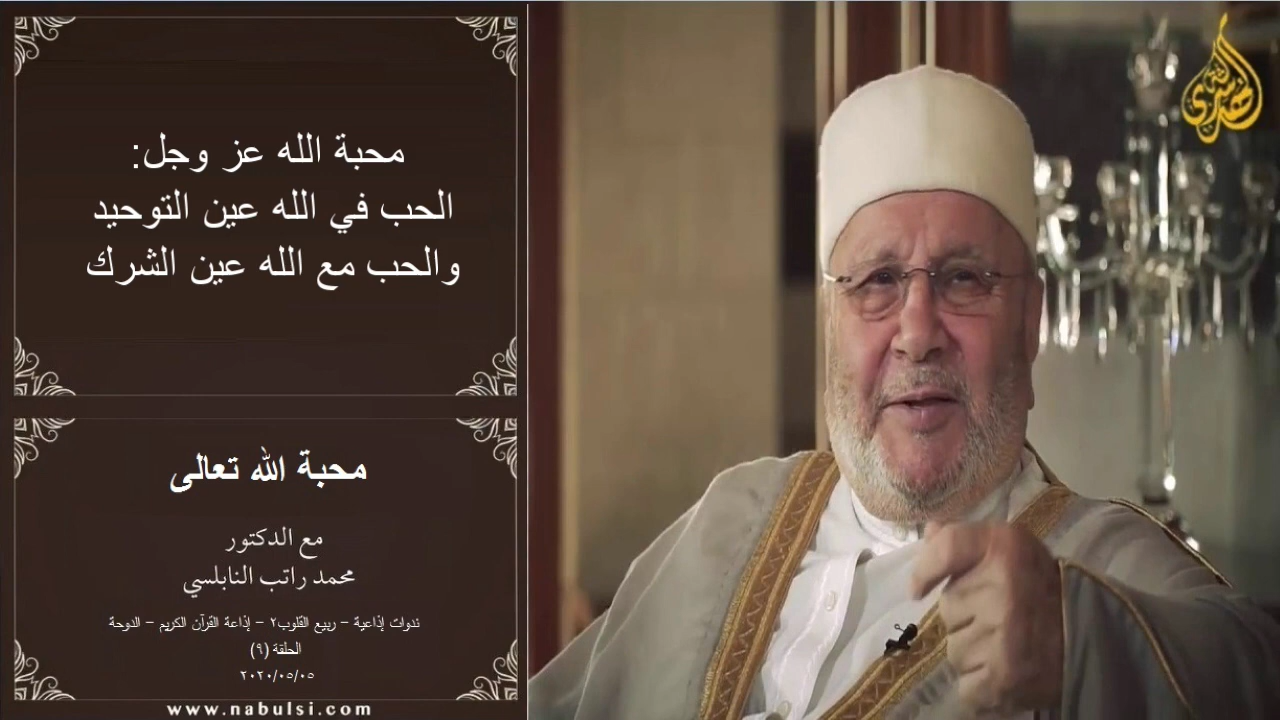 محبة الله عز وجل:
الحب في الله عين التوحيد
والحب مع الله عين الشرك
محبة الله تعالى
مع الدكتور
محمد راتب النابلسي
ندوات إذاعية – ربيع القلوب٢ – إذاعة القرآن الكريم – الدوحة
الحلقة (٩)
٢٠٢٠/٠٥/٠٥
www.nabulsi.com